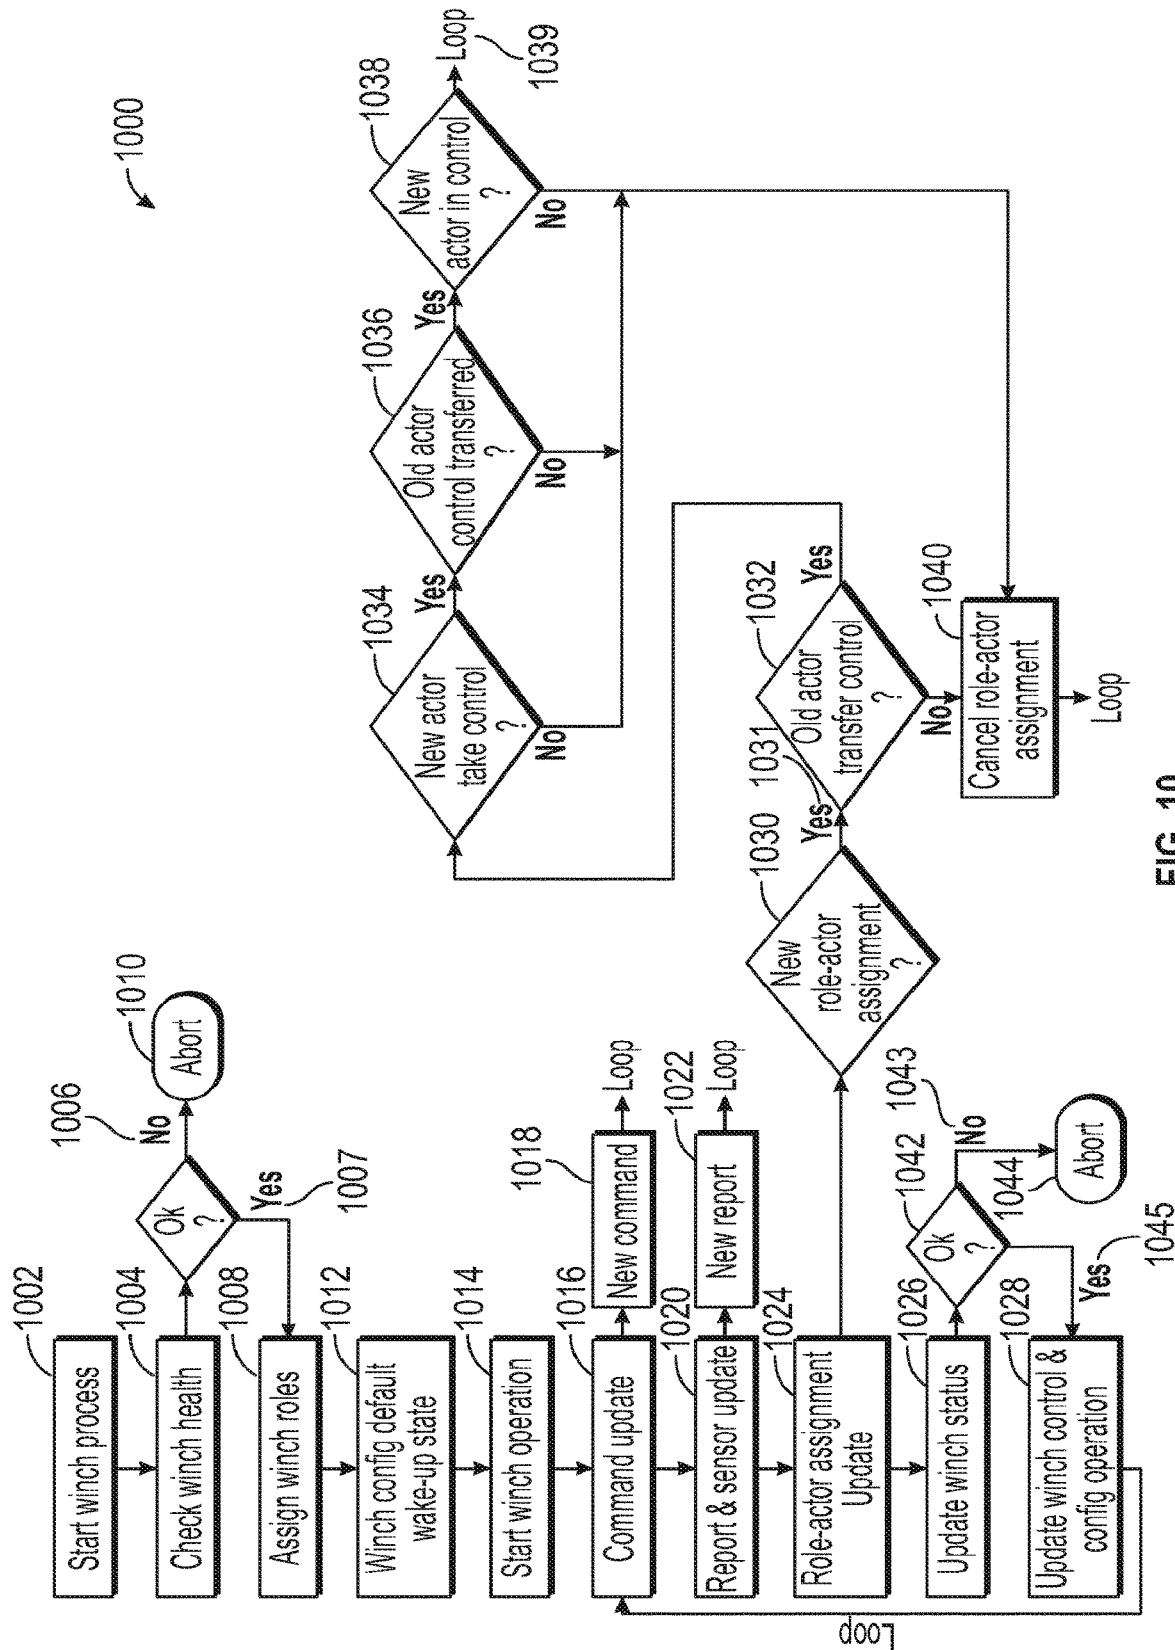 1000
1002
Start winch process
1004
Check winch health
Ok
?
1006
No
1010
Abort
Yes
1007
1008
Assign winch roles
1012
Winch config default
wake-up state
1014
Start winch operation
1016
Command update
1018
New command
Loop
1020
Report & sensor update
1022
New report
Loop
1024
Role-actor assignment
Update
1026
Update winch status
Ok
?
1042
No
1043
1044
Abort
Yes
1045
1028
Update winch control &
config operation
Loop
1030
New
role-actor
assignment
?
Yes
1031
1032
Old actor
transfer control
?
Yes
No
1040
Cancel role-actor
assignment
Loop
1034
New actor
take control
?
Yes
No
1036
Old actor
control transferred
?
Yes
No
1038
New
actor in control
?
No
Loop
1039
FIG. 10